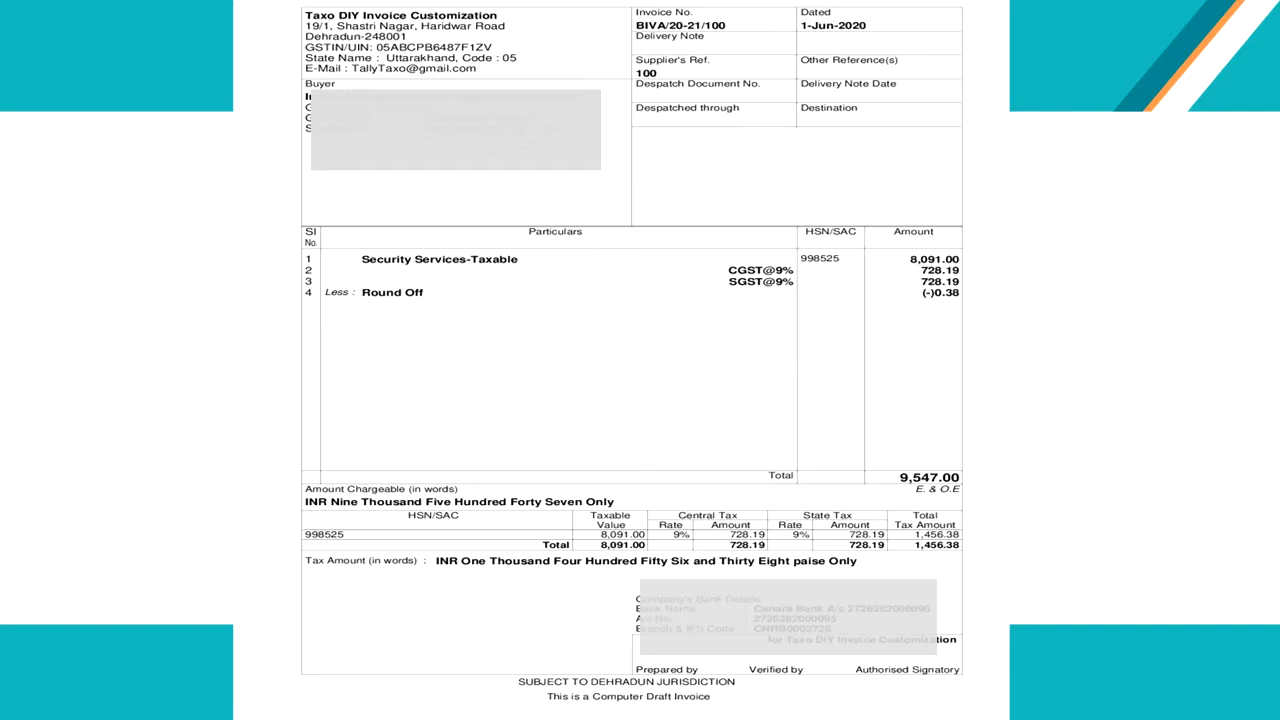 Taxo DIY Invoice Customization
19/1, Shastri Nagar, Haridwar Road
Dehradun-248001
GSTIN/UIN: 05ABCPB6487F1ZV
State Name : Uttarakhand, Code : 05
E-Mail : TallyTaxo@gmail.com
Invoice No.
BIVA/20-21/100
Dated
1-Jun-2020
Delivery Note
Supplier's Ref.
100
Other Reference(s)
Buyer
Despatch Document No.
Delivery Note Date
Despatched through
Destination
SI No. Particulars HSN/SAC Amount
1 Security Services-Taxable 998525 8,091.00
2 CGST@9% 728.19
3 SGST@9% 728.19
4 Less : Round Off (-)0.38
Total 9,547.00
Amount Chargeable (in words) E. & O.E
INR Nine Thousand Five Hundred Forty Seven Only
HSN/SAC Taxable Value Central Tax Rate Amount State Tax Rate Amount Total Tax Amount
998525 8,091.00 9% 728.19 9% 728.19 1,456.38
Total 8,091.00 728.19 728.19 1,456.38
Tax Amount (in words) : INR One Thousand Four Hundred Fifty Six and Thirty Eight paise Only
Company's Bank Details
Bank Name Canara Bank A/c 2726282000095
A/c No. 2726282000095
Branch & IFS Code CNRB0002726
for Taxo DIY Invoice Customization
Prepared by Verified by Authorised Signatory
SUBJECT TO DEHRADUN JURISDICTION
This is a Computer Draft Invoice